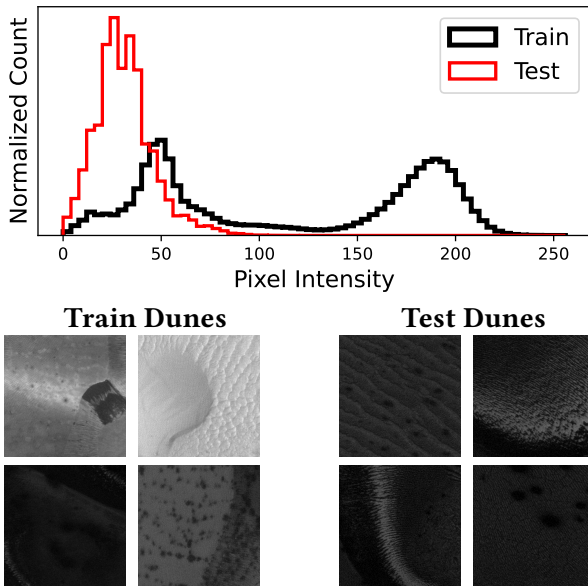 Normalized Count
Train
Test
0 50 100 150 200 250
Pixel Intensity
Train Dunes
Test Dunes